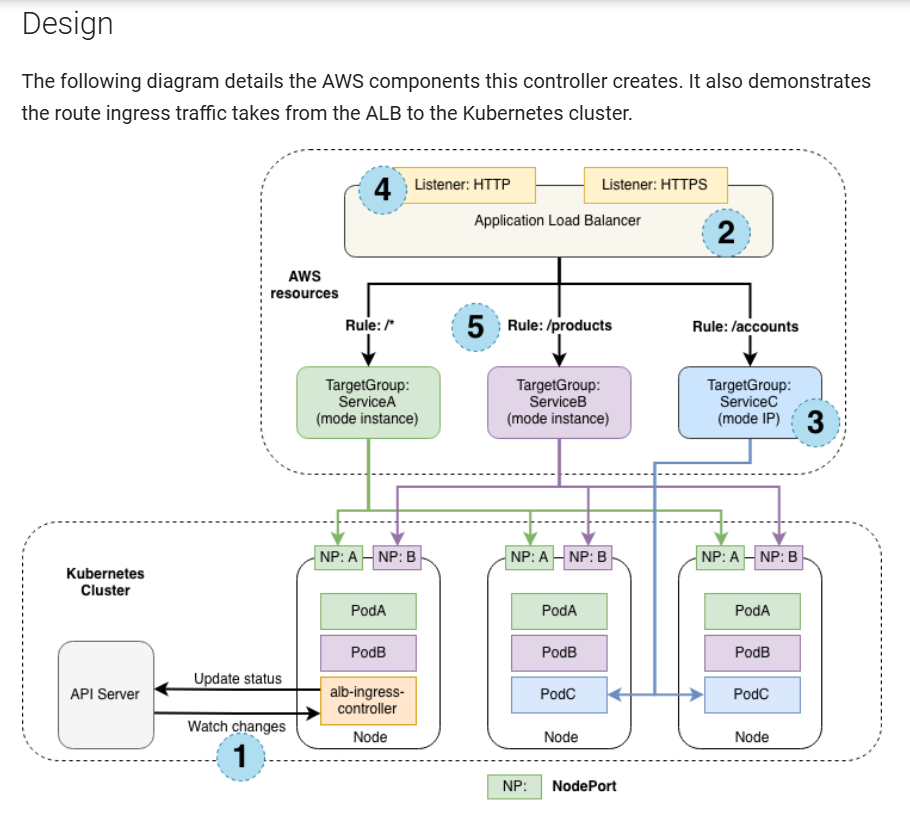 Design
The following diagram details the AWS components this controller creates. It also demonstrates
the route ingress traffic takes from the ALB to the Kubernetes cluster.
4
Listener: HTTP
Listener: HTTPS
Application Load Balancer
2
AWS
resources
Rule: /*
5
Rule: /products
Rule: /accounts
TargetGroup:
ServiceA
(mode instance)
TargetGroup:
ServiceB
(mode instance)
TargetGroup:
ServiceC
(mode IP)
3
Kubernetes
Cluster
NP: A
NP: B
NP: A
NP: B
NP: A
NP: B
PodA
PodA
PodA
PodB
PodB
PodB
API Server
Update status
Watch changes
1
alb-ingress-
controller
PodC
PodC
Node
Node
Node
NP:
NodePort